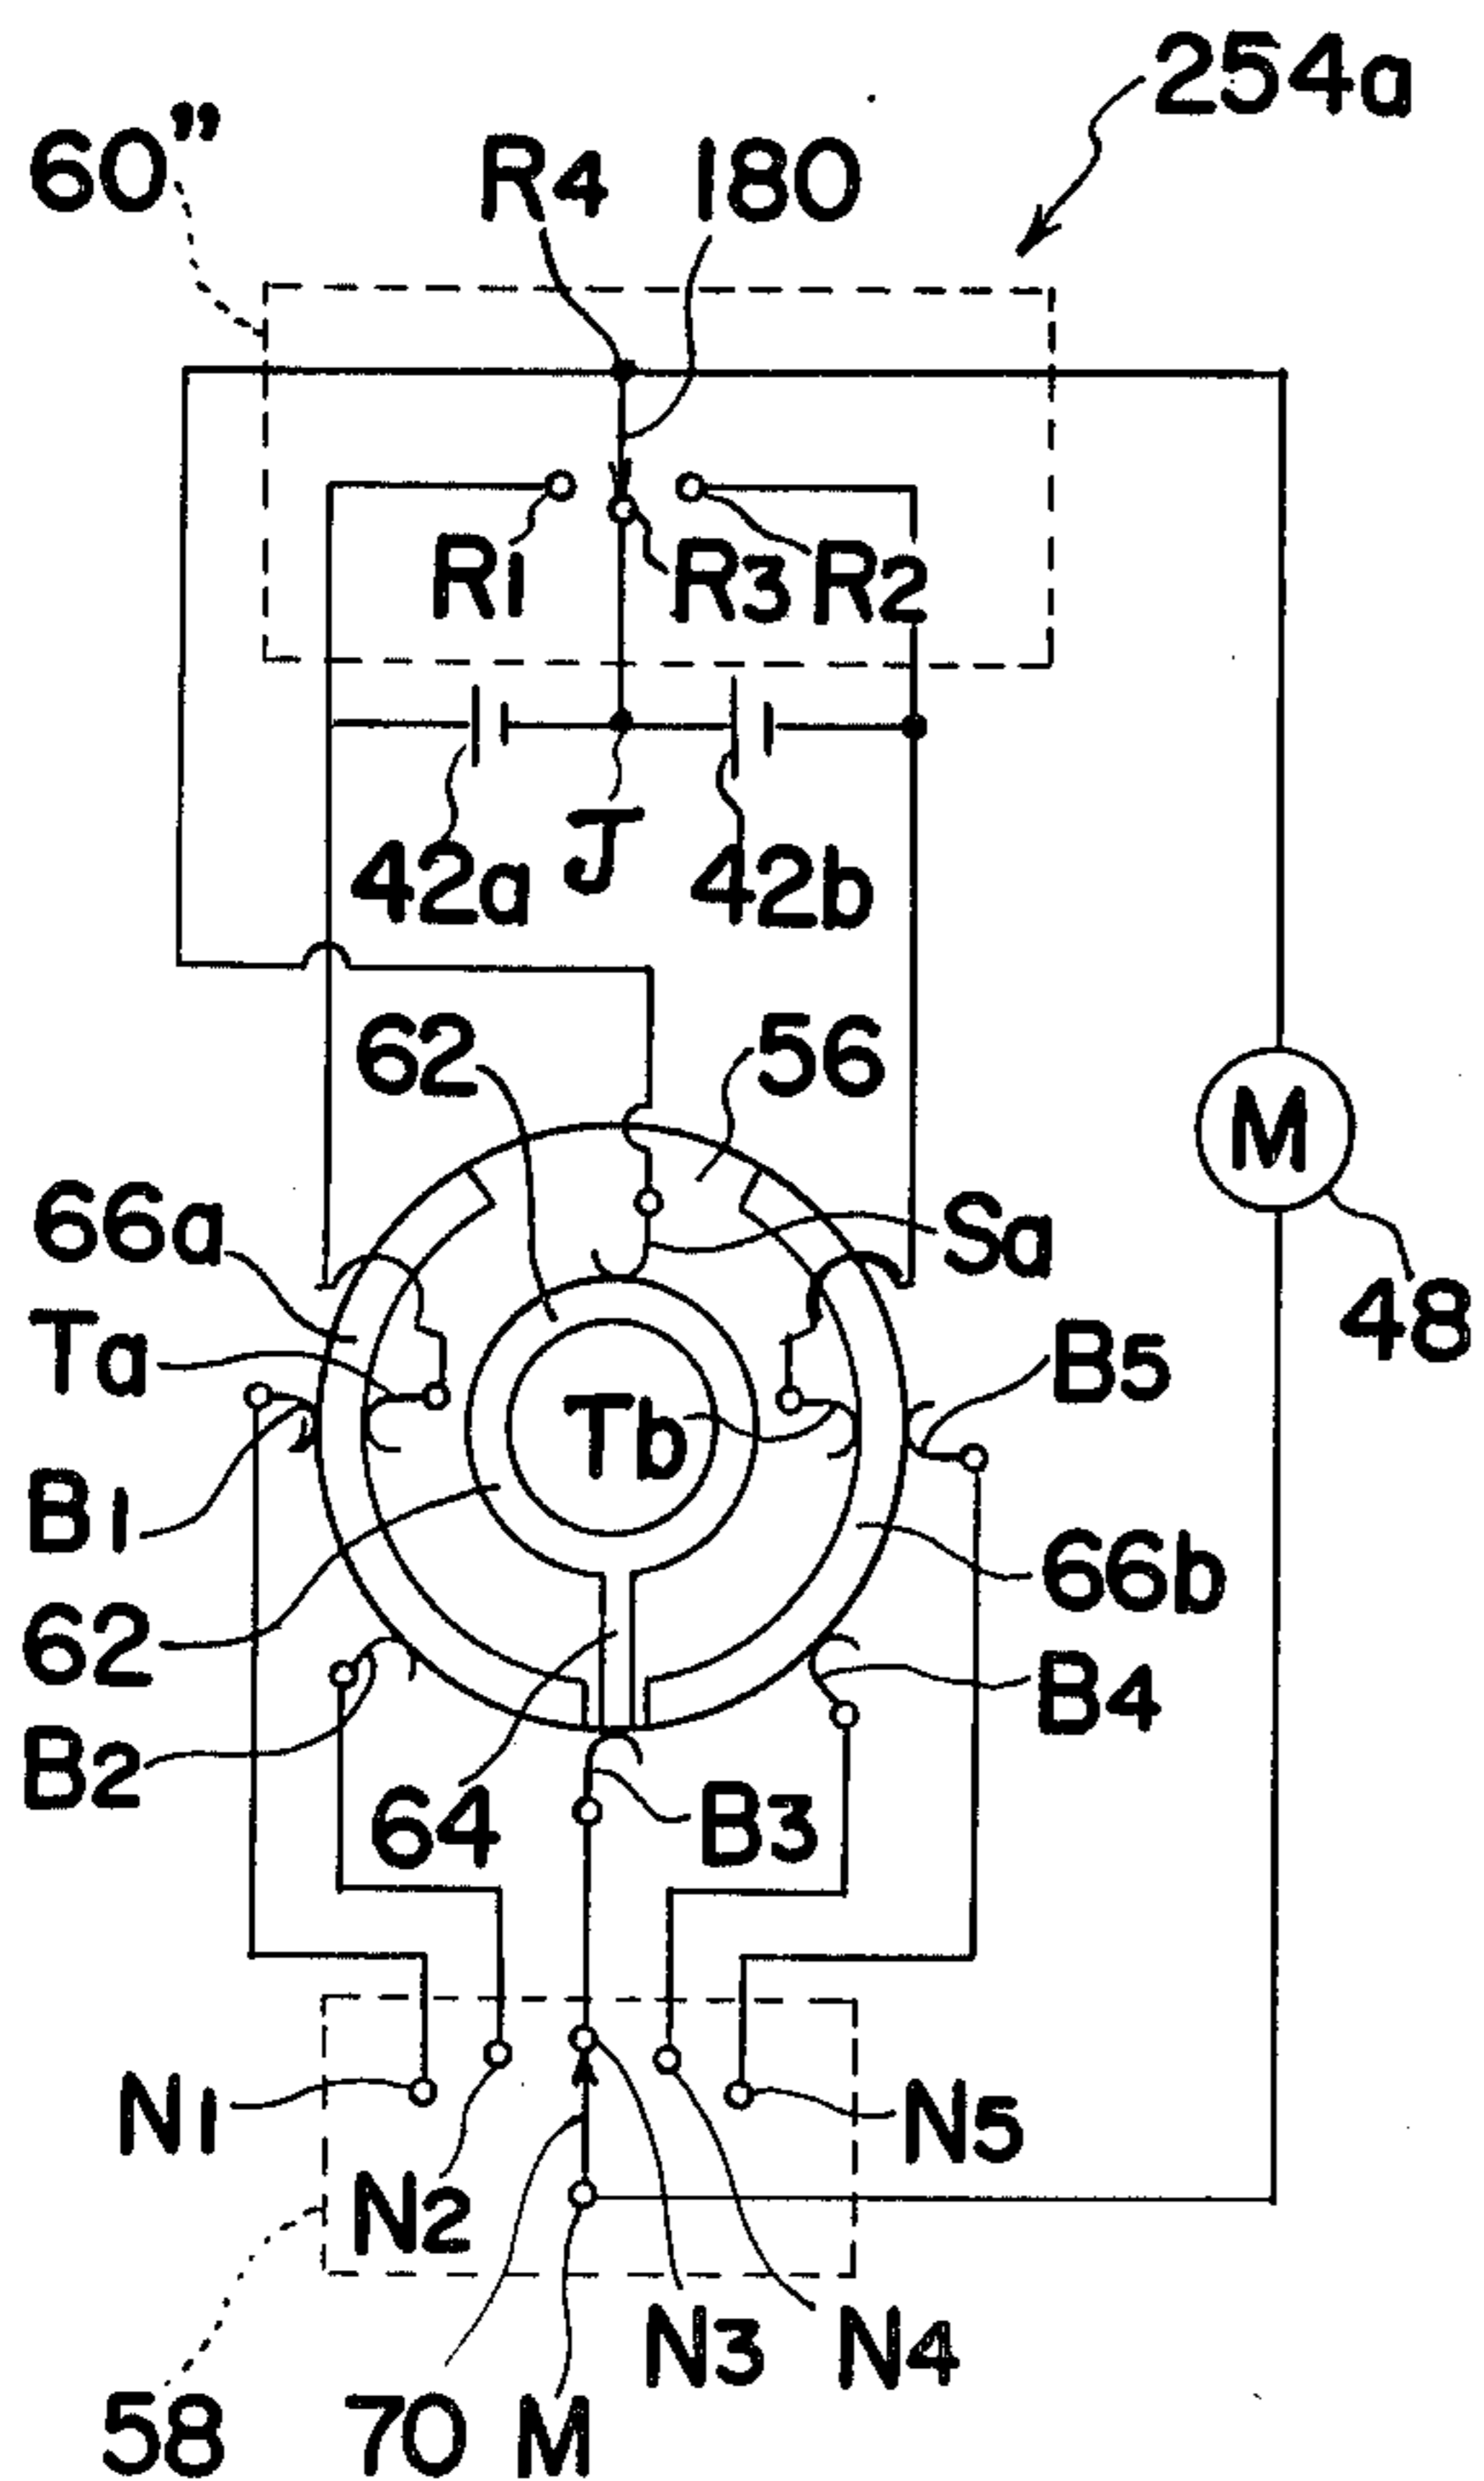 254a
60”
R4 180
R1 R3 R2
42a J 42b
62 56
M
66a Sa
48
Ta B5
Tb
B1
66b
62
B4
B2
64 B3
N1 N5
N2
N3 N4
58 70 M